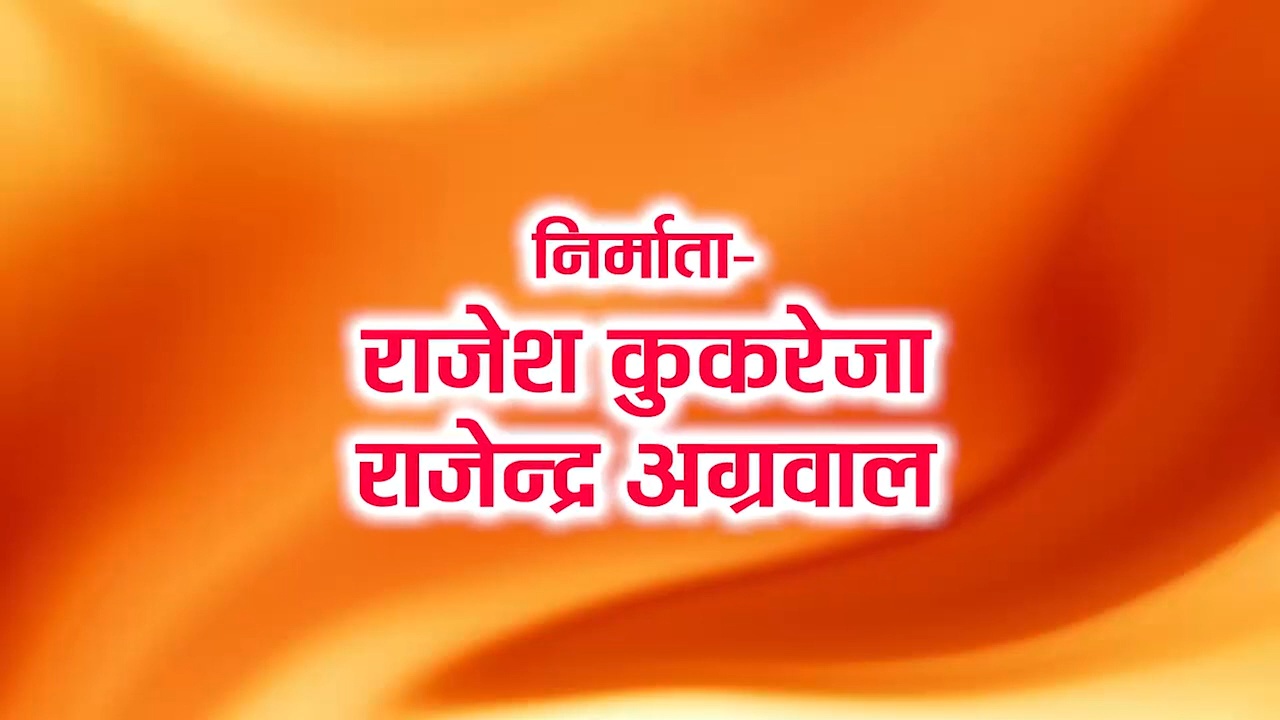 निर्माता-
राजेश कुकरेजा
राजेन्द्र अग्रवाल